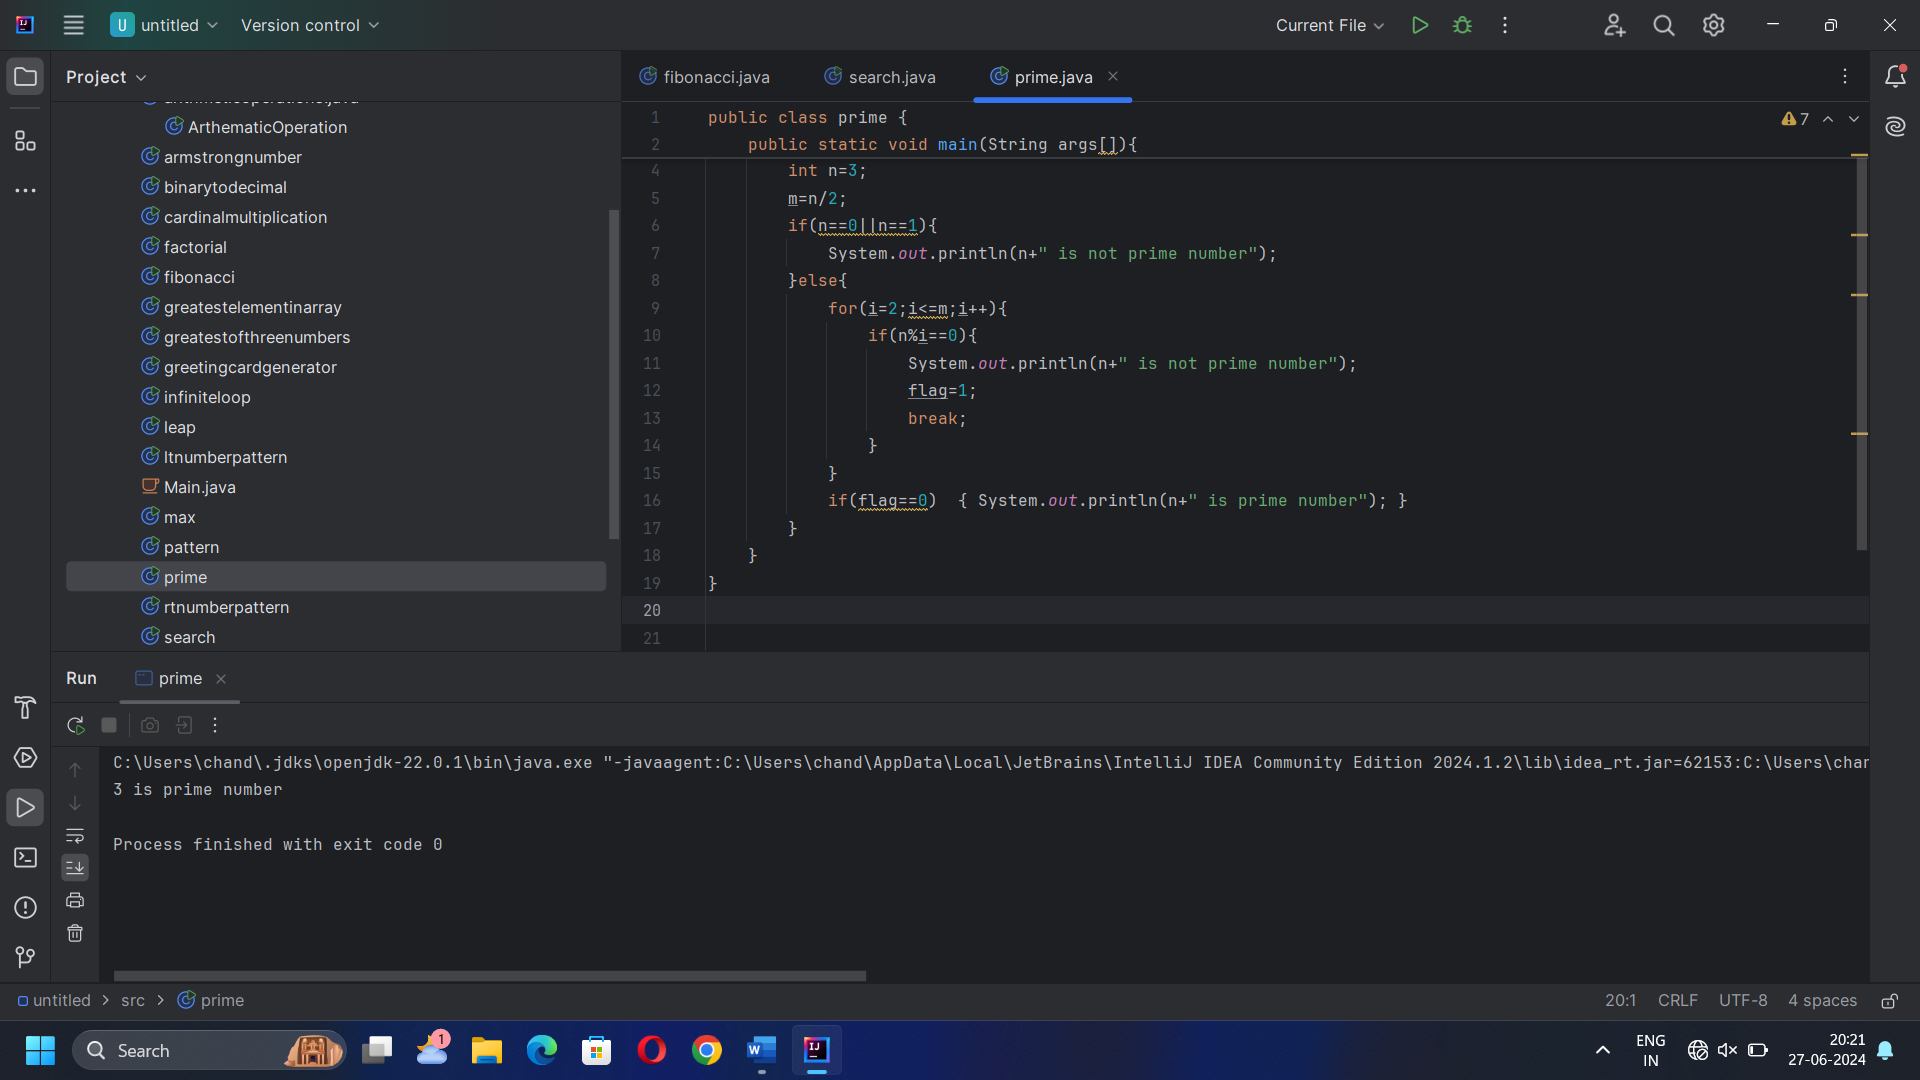 untitled Version control Current File
Project
fibonacci.java search.java prime.java
ArthematicOperation
armstrongnumber
binarytodecimal
cardinalmultiplication
factorial
fibonacci
greatestelementinarray
greatestofthreenumbers
greetingcardgenerator
infiniteloop
leap
ltnumberpattern
Main.java
max
pattern
prime
rtnumberpattern
search
7
1 public class prime {
2 public static void main(String args[]){
4 int n=3;
5 m=n/2;
6 if(n==0||n==1){
7 System.out.println(n+" is not prime number");
8 }else{
9 for(i=2;i<=m;i++){
10 if(n%i==0){
11 System.out.println(n+" is not prime number");
12 flag=1;
13 break;
14 }
15 }
16 if(flag==0) { System.out.println(n+" is prime number"); }
17 }
18 }
19 }
20
21
Run prime
C:\Users\chand\.jdks\openjdk-22.0.1\bin\java.exe "-javaagent:C:\Users\chand\AppData\Local\JetBrains\IntelliJ IDEA Community Edition 2024.1.2\lib\idea_rt.jar=62153:C:\Users\char
3 is prime number
Process finished with exit code 0
untitled > src > prime
20:1 CRLF UTF-8 4 spaces
Search
1
ENG
IN
20:21
27-06-2024